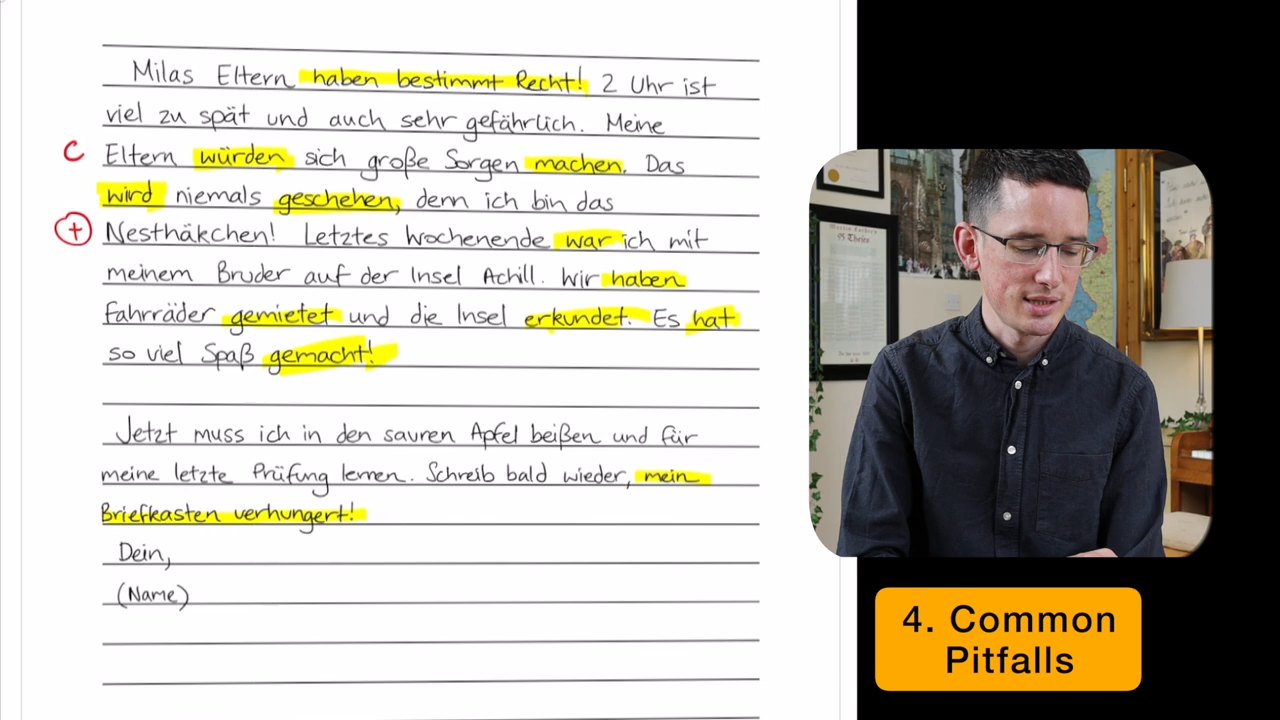 Milas Eltern haben bestimmt Recht! 2 Uhr ist
viel zu spät und auch sehr gefährlich. Meine
C Eltern würden sich große Sorgen machen. Das
wird niemals geschehen, denn ich bin das
+ Nesthäkchen! Letztes Wochenende war ich mit
meinem Bruder auf der Insel Achill. Wir haben
Fahrräder gemietet und die Insel erkundet. Es hat
so viel Spaß gemacht!
Jetzt muss ich in den sauren Apfel beißen und für
meine letzte Prüfung lernen. Schreib bald wieder, mein
Briefkasten verhungert!
Dein,
(Name)
Martin Luther's
95 Theses
4. Common
Pitfalls